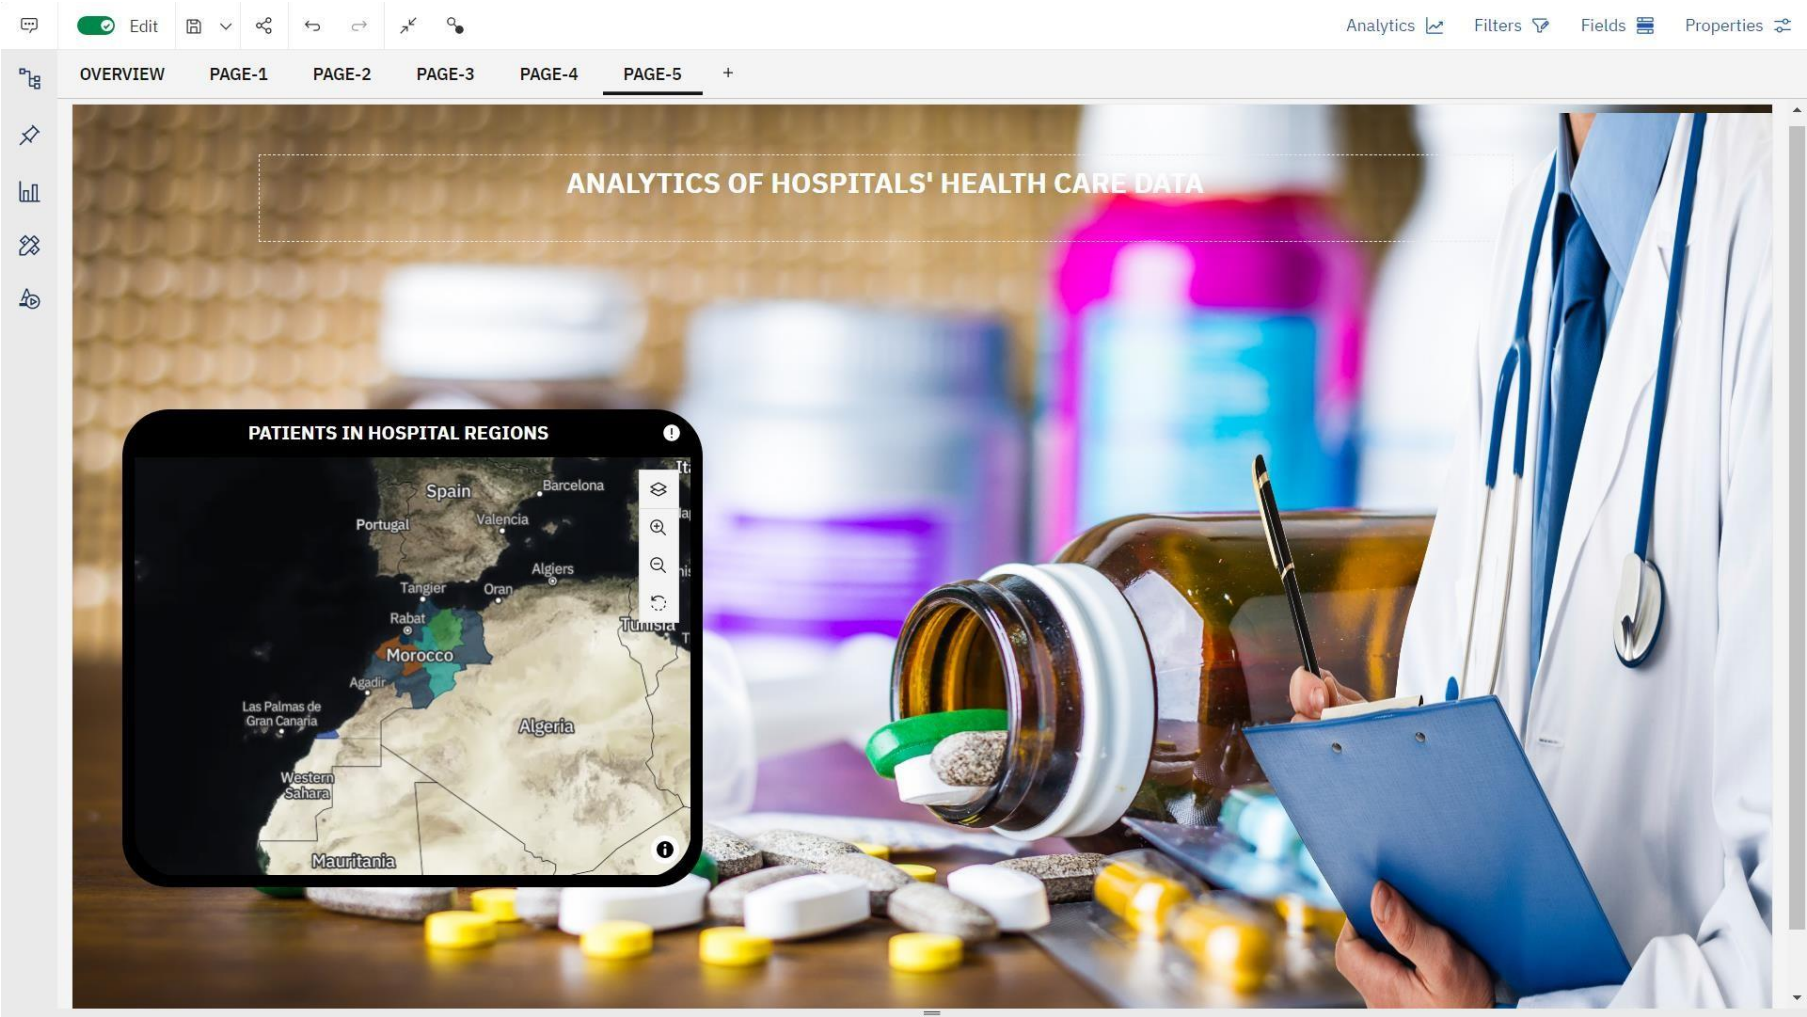 Edit
Analytics
Filters
Fields
Properties
OVERVIEW
PAGE-1
PAGE-2
PAGE-3
PAGE-4
PAGE-5
+
ANALYTICS OF HOSPITALS' HEALTH CARE DATA
PATIENTS IN HOSPITAL REGIONS
Spain
Barcelona
Portugal
Valencia
Algiers
Tangier
Oran
Rabat
Tunisia
Morocco
Agadir
Las Palmas de
Gran Canaria
Algeria
Western
Sahara
Mauritania